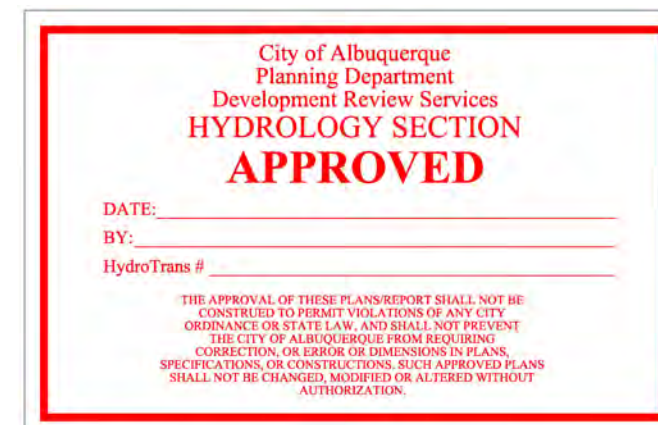 City of Albuquerque
Planning Department
Development Review Services
HYDROLOGY SECTION
APPROVED
DATE:
BY:
HydroTrans #
THE APPROVAL OF THESE PLANS/REPORT SHALL NOT BE
CONSTRUED TO PERMIT VIOLATIONS OF ANY CITY
ORDINANCE OR STATE LAW, AND SHALL NOT PREVENT
THE CITY OF ALBUQUERQUE FROM REQUIRING
CORRECTION, OR ERROR OR DIMENSIONS IN PLANS,
SPECIFICATIONS, OR CONSTRUCTIONS. SUCH APPROVED PLANS
SHALL NOT BE CHANGED, MODIFIED OR ALTERED WITHOUT
AUTHORIZATION.